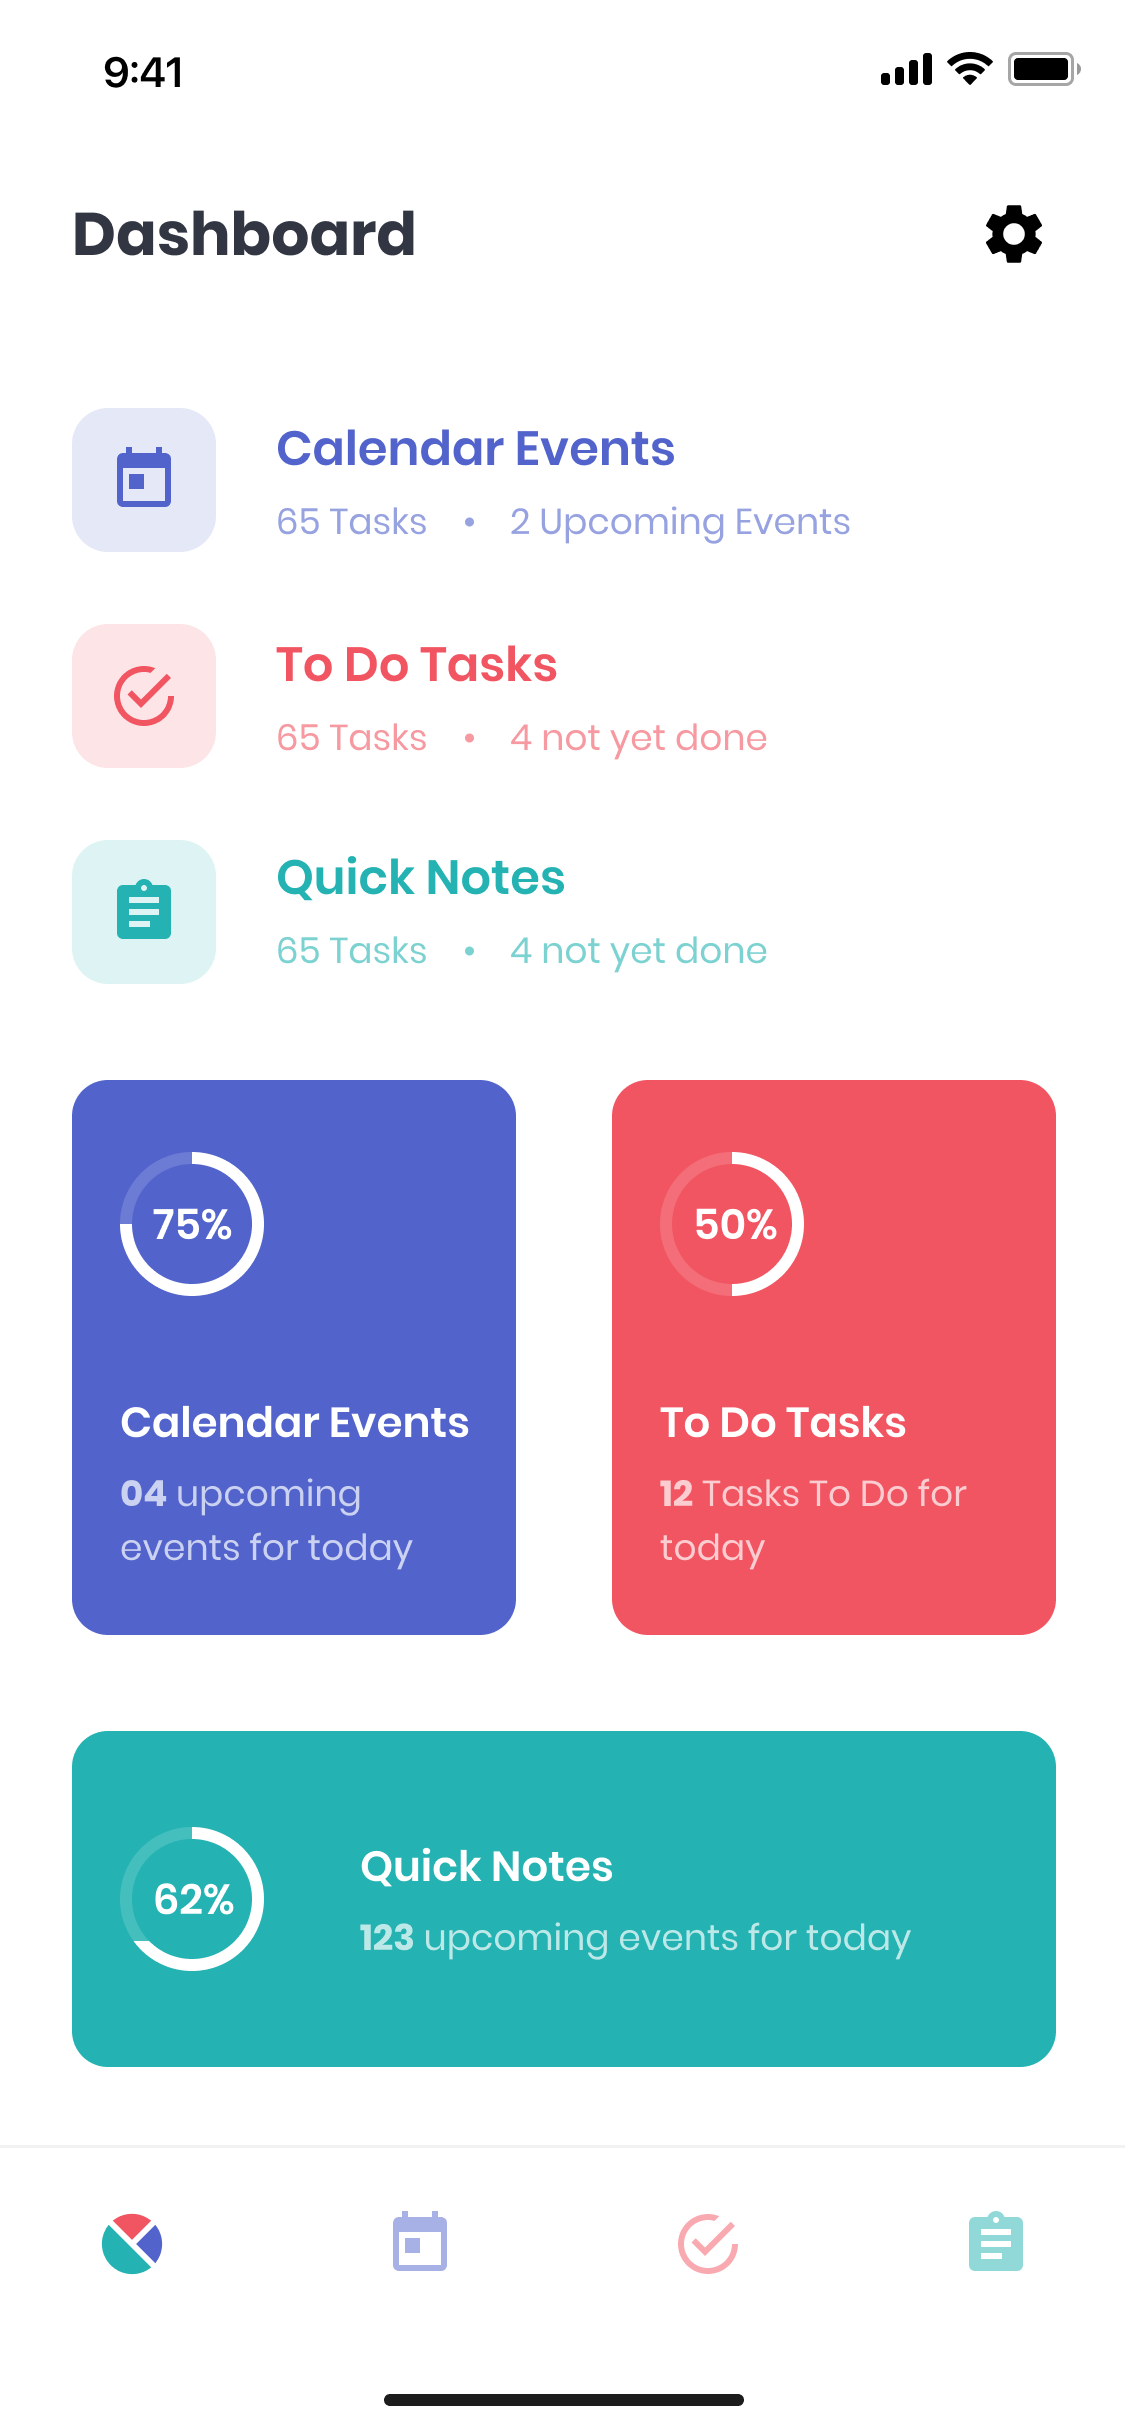 9:41
Dashboard
Calendar Events
65 Tasks • 2 Upcoming Events
To Do Tasks
65 Tasks • 4 not yet done
Quick Notes
65 Tasks • 4 not yet done
75%
Calendar Events
04 upcoming
events for today
50%
To Do Tasks
12 Tasks To Do for
today
62%
Quick Notes
123 upcoming events for today